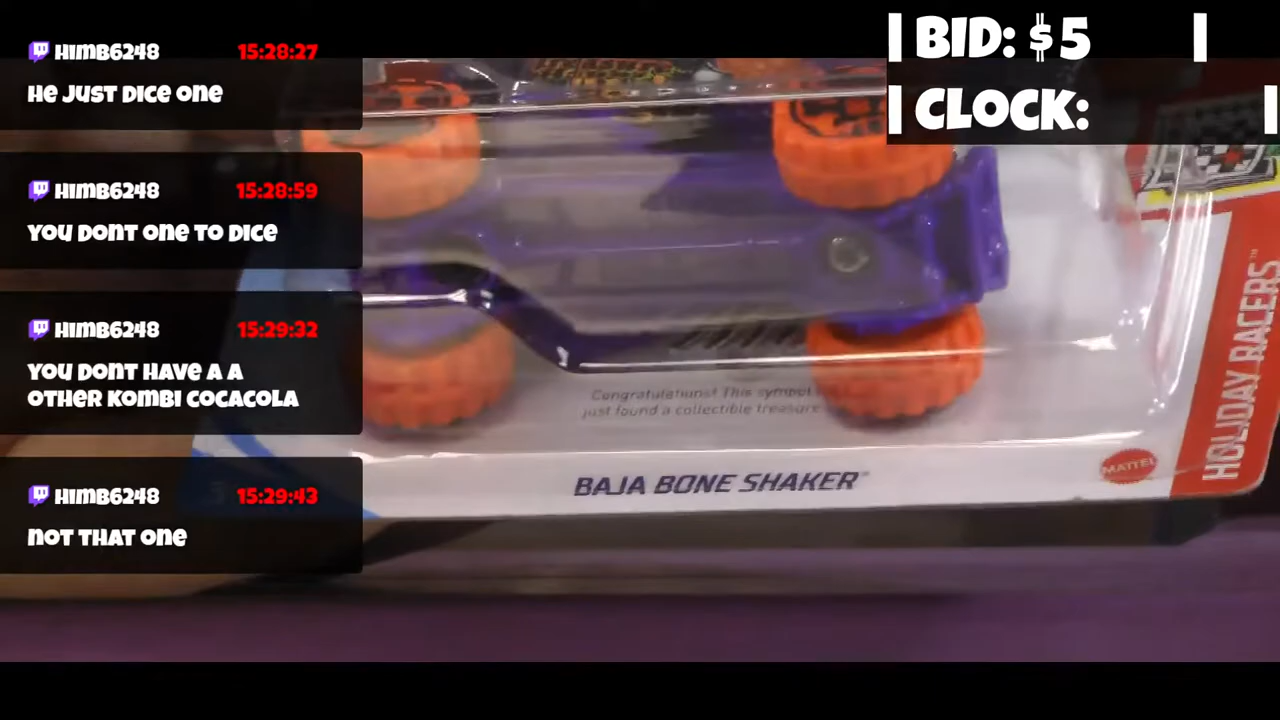 HimB6248 15:28:27
He just dice one
HimB6248 15:28:59
You dont one to dice
HimB6248 15:29:32
You dont have a a
other kombi cocacola
HimB6248 15:29:43
not that one
| BID: $5 |
| CLOCK: |
HOLIDAY RACERS™
Congratulations! This symbol
just found a collectible treasure
BAJA BONE SHAKER™
MATTEL